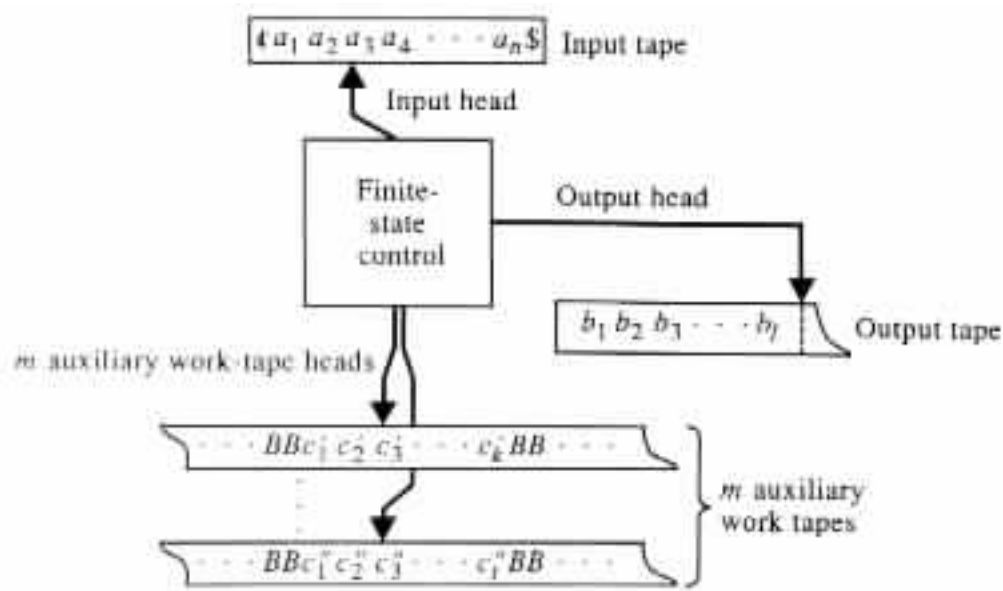 ¢ a₁ a₂ a₃ a₄ · · · aₙ $ Input tape
Input head
Finite-
state
control
Output head
b₁ b₂ b₃ · · · bₗ Output tape
m auxiliary work-tape heads
· · · BBc′₁ c′₂ c′₃ · · · c′ₖ BB · · ·
m auxiliary
work tapes
· · · BBc″₁ c″₂ c″₃ · · · c″ₜ BB · · ·